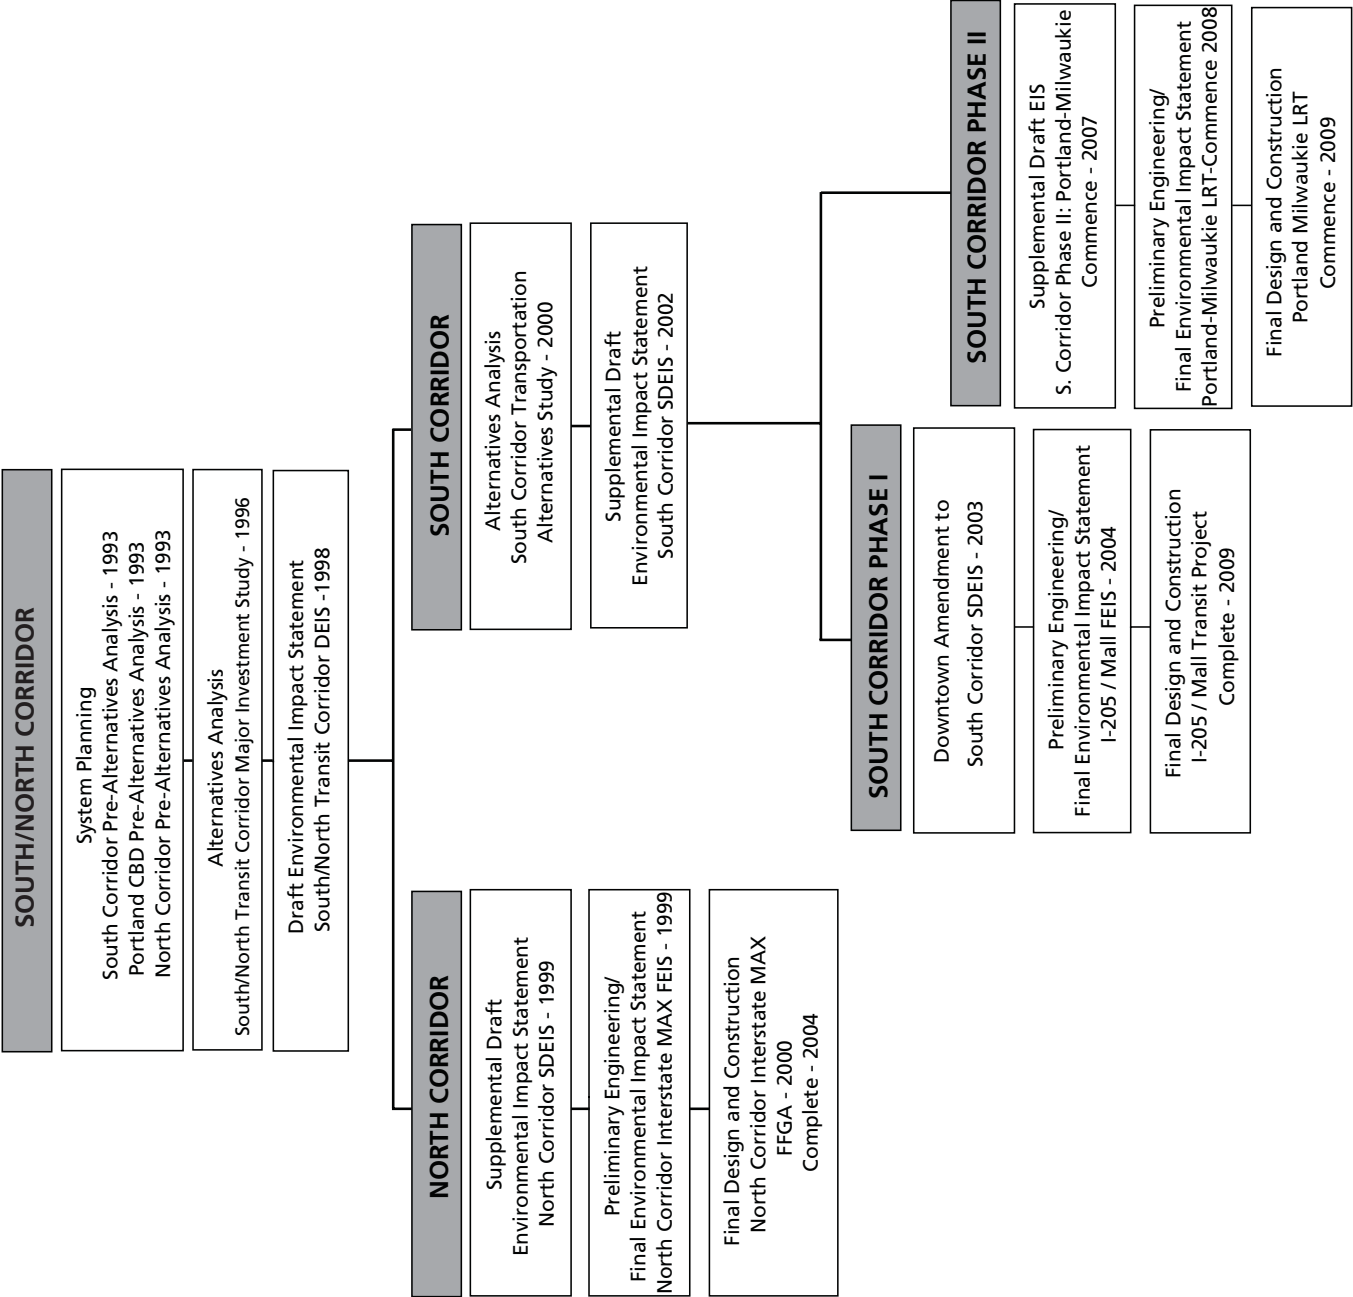 SOUTH/NORTH CORRIDOR
System Planning
South Corridor Pre-Alternatives Analysis - 1993
Portland CBD Pre-Alternatives Analysis - 1993
North Corridor Pre-Alternatives Analysis - 1993
Alternatives Analysis
South/North Transit Corridor Major Investment Study - 1996
Draft Environmental Impact Statement
South/North Transit Corridor DEIS -1998
NORTH CORRIDOR
Supplemental Draft
Environmental Impact Statement
North Corridor SDEIS - 1999
Preliminary Engineering/
Final Environmental Impact Statement
North Corridor Interstate MAX FEIS - 1999
Final Design and Construction
North Corridor Interstate MAX
FFGA - 2000
Complete - 2004
SOUTH CORRIDOR
Alternatives Analysis
South Corridor Transportation
Alternatives Study - 2000
Supplemental Draft
Environmental Impact Statement
South Corridor SDEIS - 2002
SOUTH CORRIDOR PHASE I
Downtown Amendment to
South Corridor SDEIS - 2003
Preliminary Engineering/
Final Environmental Impact Statement
I-205 / Mall FEIS - 2004
Final Design and Construction
I-205 / Mall Transit Project
Complete - 2009
SOUTH CORRIDOR PHASE II
Supplemental Draft EIS
S. Corridor Phase II: Portland-Milwaukie
Commence - 2007
Preliminary Engineering/
Final Environmental Impact Statement
Portland-Milwaukie LRT-Commence 2008
Final Design and Construction
Portland Milwaukie LRT
Commence - 2009